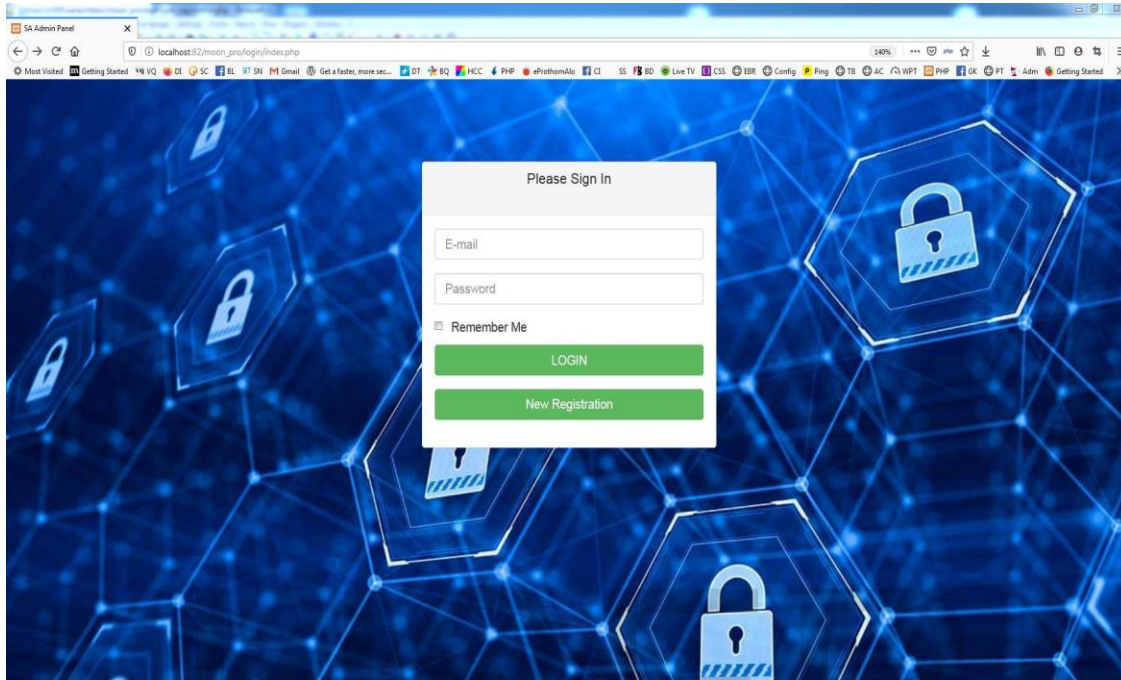 SA Admin Panel X
localhost:82/moon_pro/login/index.php 140% php
Most Visited Getting Started VQ DI SC BL SN Gmail Get a faster, more sec... DT BQ HCC PHP eProthomAlo CI SS BD Live TV CSS EBR Config Ping TB AC WPT PHP GK PT Adm Getting Started
Please Sign In
E-mail
Password
Remember Me
LOGIN
New Registration